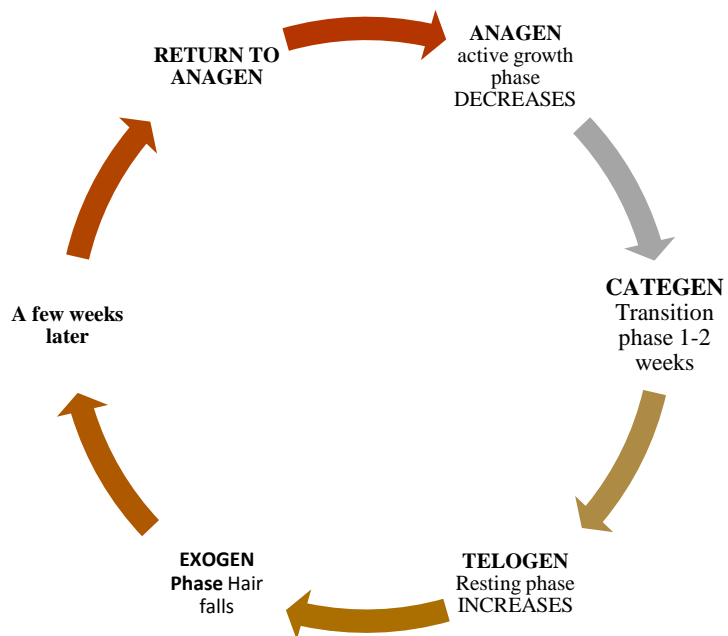 RETURN TO
ANAGEN
ANAGEN
active growth
phase
DECREASES
CATEGEN
Transition
phase 1-2
weeks
TELOGEN
Resting phase
INCREASES
EXOGEN
Phase Hair
falls
A few weeks
later